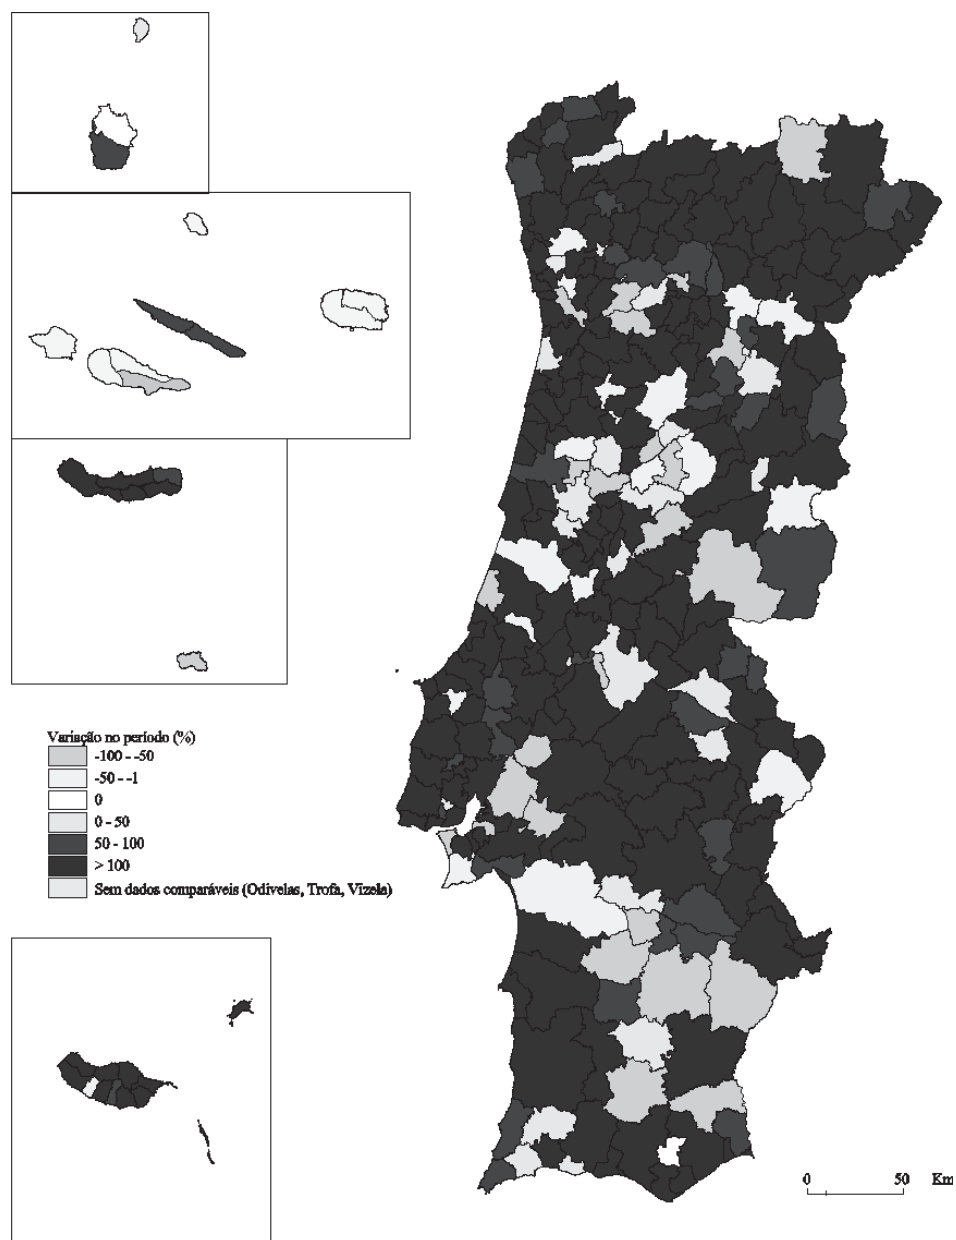 Variação no período (%)
-100 - -50
-50 - -1
0
0 - 50
50 - 100
> 100
Sem dados comparáveis (Odivelas, Trofa, Vizela)
0 50 Km